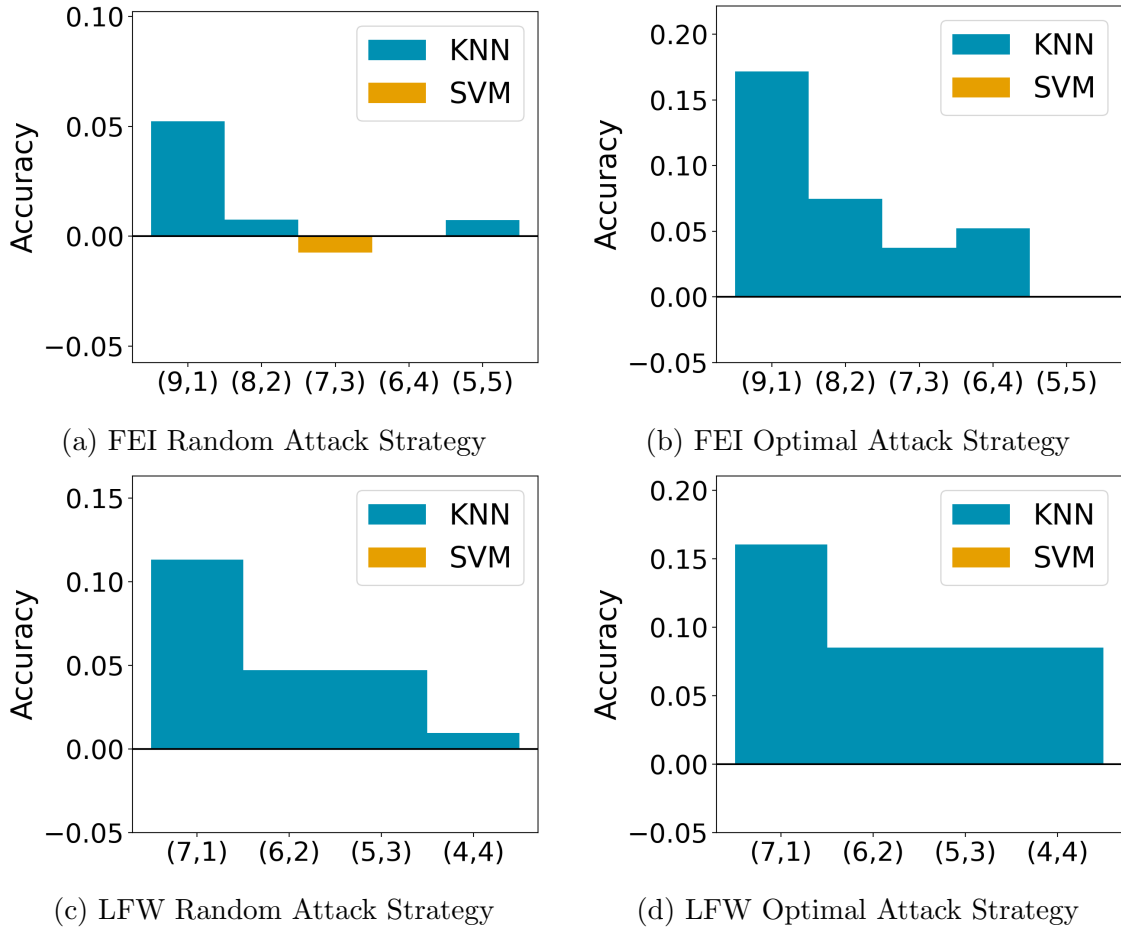 0.10
0.05
0.00
−0.05
Accuracy
KNN
SVM
(9,1) (8,2) (7,3) (6,4) (5,5)
(a) FEI Random Attack Strategy
0.20
0.15
0.10
0.05
0.00
−0.05
Accuracy
KNN
SVM
(9,1) (8,2) (7,3) (6,4) (5,5)
(b) FEI Optimal Attack Strategy
0.15
0.10
0.05
0.00
−0.05
Accuracy
KNN
SVM
(7,1) (6,2) (5,3) (4,4)
(c) LFW Random Attack Strategy
0.20
0.15
0.10
0.05
0.00
−0.05
Accuracy
KNN
SVM
(7,1) (6,2) (5,3) (4,4)
(d) LFW Optimal Attack Strategy